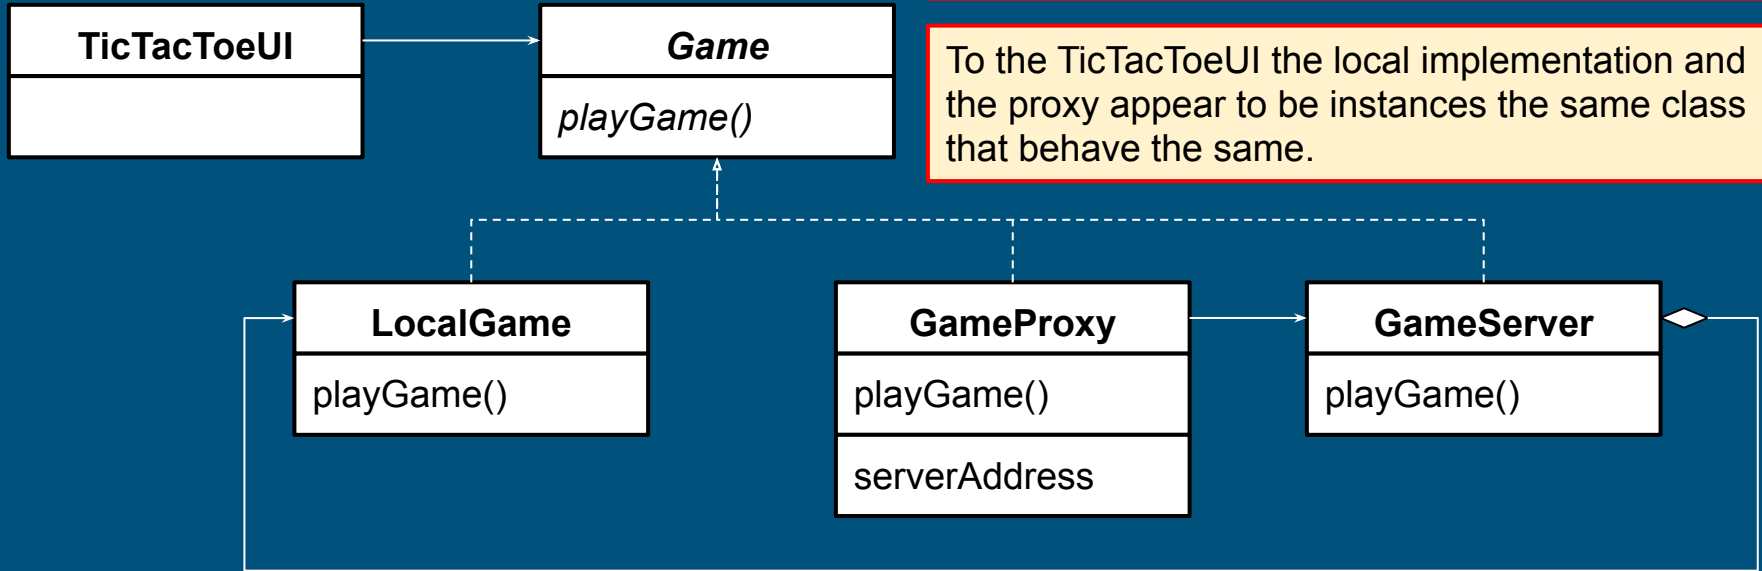 TicTacToeUI
Game
playGame()
To the TicTacToeUI the local implementation and
the proxy appear to be instances the same class
that behave the same.
LocalGame
playGame()
GameProxy
playGame()
serverAddress
GameServer
playGame()